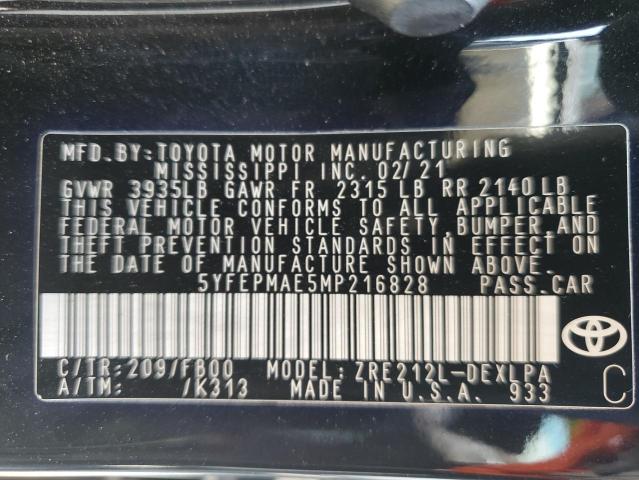 MFD.BY:TOYOTA MOTOR MANUFACTURING
MISSISSIPPI INC. 02/21
GVWR 3935LB GAWR FR 2315 LB RR 2140 LB
THIS VEHICLE CONFORMS TO ALL APPLICABLE
FEDERAL MOTOR VEHICLE SAFETY,BUMPER,AND
THEFT PREVENTION STANDARDS IN EFFECT ON
THE DATE OF MANUFACTURE SHOWN ABOVE.
5YFEPMAE5MP216828 PASS.CAR
C/TR:209/FB00 MODEL:ZRE212L-DEXLPA
A/TM: /K313 MADE IN U.S.A. 933
C